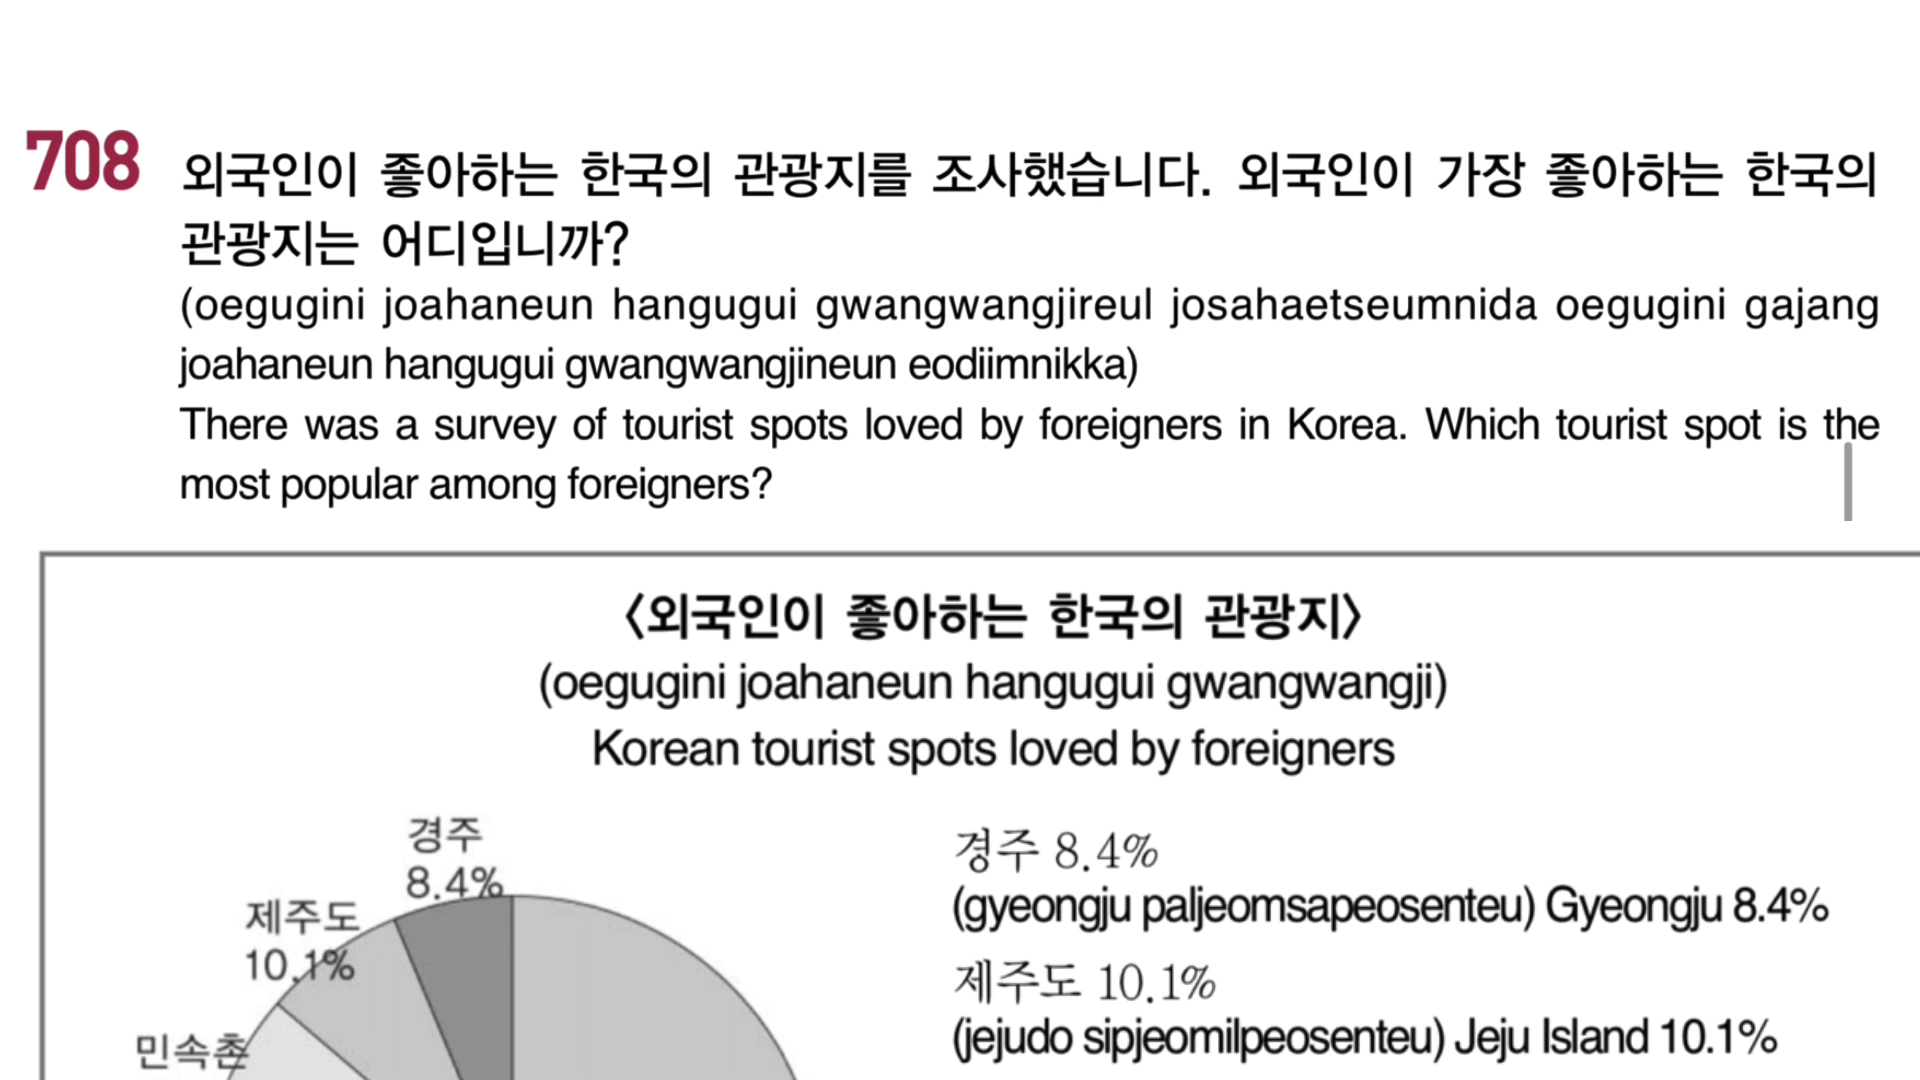 708
외국인이 좋아하는 한국의 관광지를 조사했습니다. 외국인이 가장 좋아하는 한국의
관광지는 어디입니까?
(oegugini joahaneun hangugui gwangwangjireul josahaetseumnida oegugini gajang
joahaneun hangugui gwangwangjineun eodiimnikka)
There was a survey of tourist spots loved by foreigners in Korea. Which tourist spot is the
most popular among foreigners?
〈외국인이 좋아하는 한국의 관광지〉
(oegugini joahaneun hangugui gwangwangji)
Korean tourist spots loved by foreigners
경주
8.4%
제주도
10.1%
민속촌
경주 8.4%
(gyeongju paljeomsapeosenteu) Gyeongju 8.4%
제주도 10.1%
(jejudo sipjeomilpeosenteu) Jeju Island 10.1%